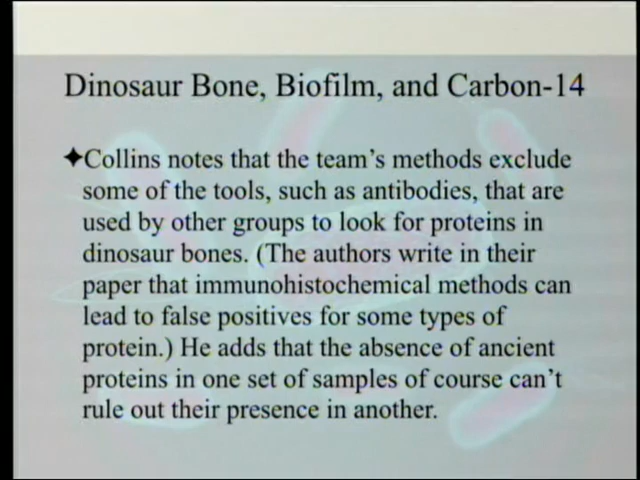 Dinosaur Bone, Biofilm, and Carbon-14
✦Collins notes that the team's methods exclude
some of the tools, such as antibodies, that are
used by other groups to look for proteins in
dinosaur bones. (The authors write in their
paper that immunohistochemical methods can
lead to false positives for some types of
protein.) He adds that the absence of ancient
proteins in one set of samples of course can't
rule out their presence in another.